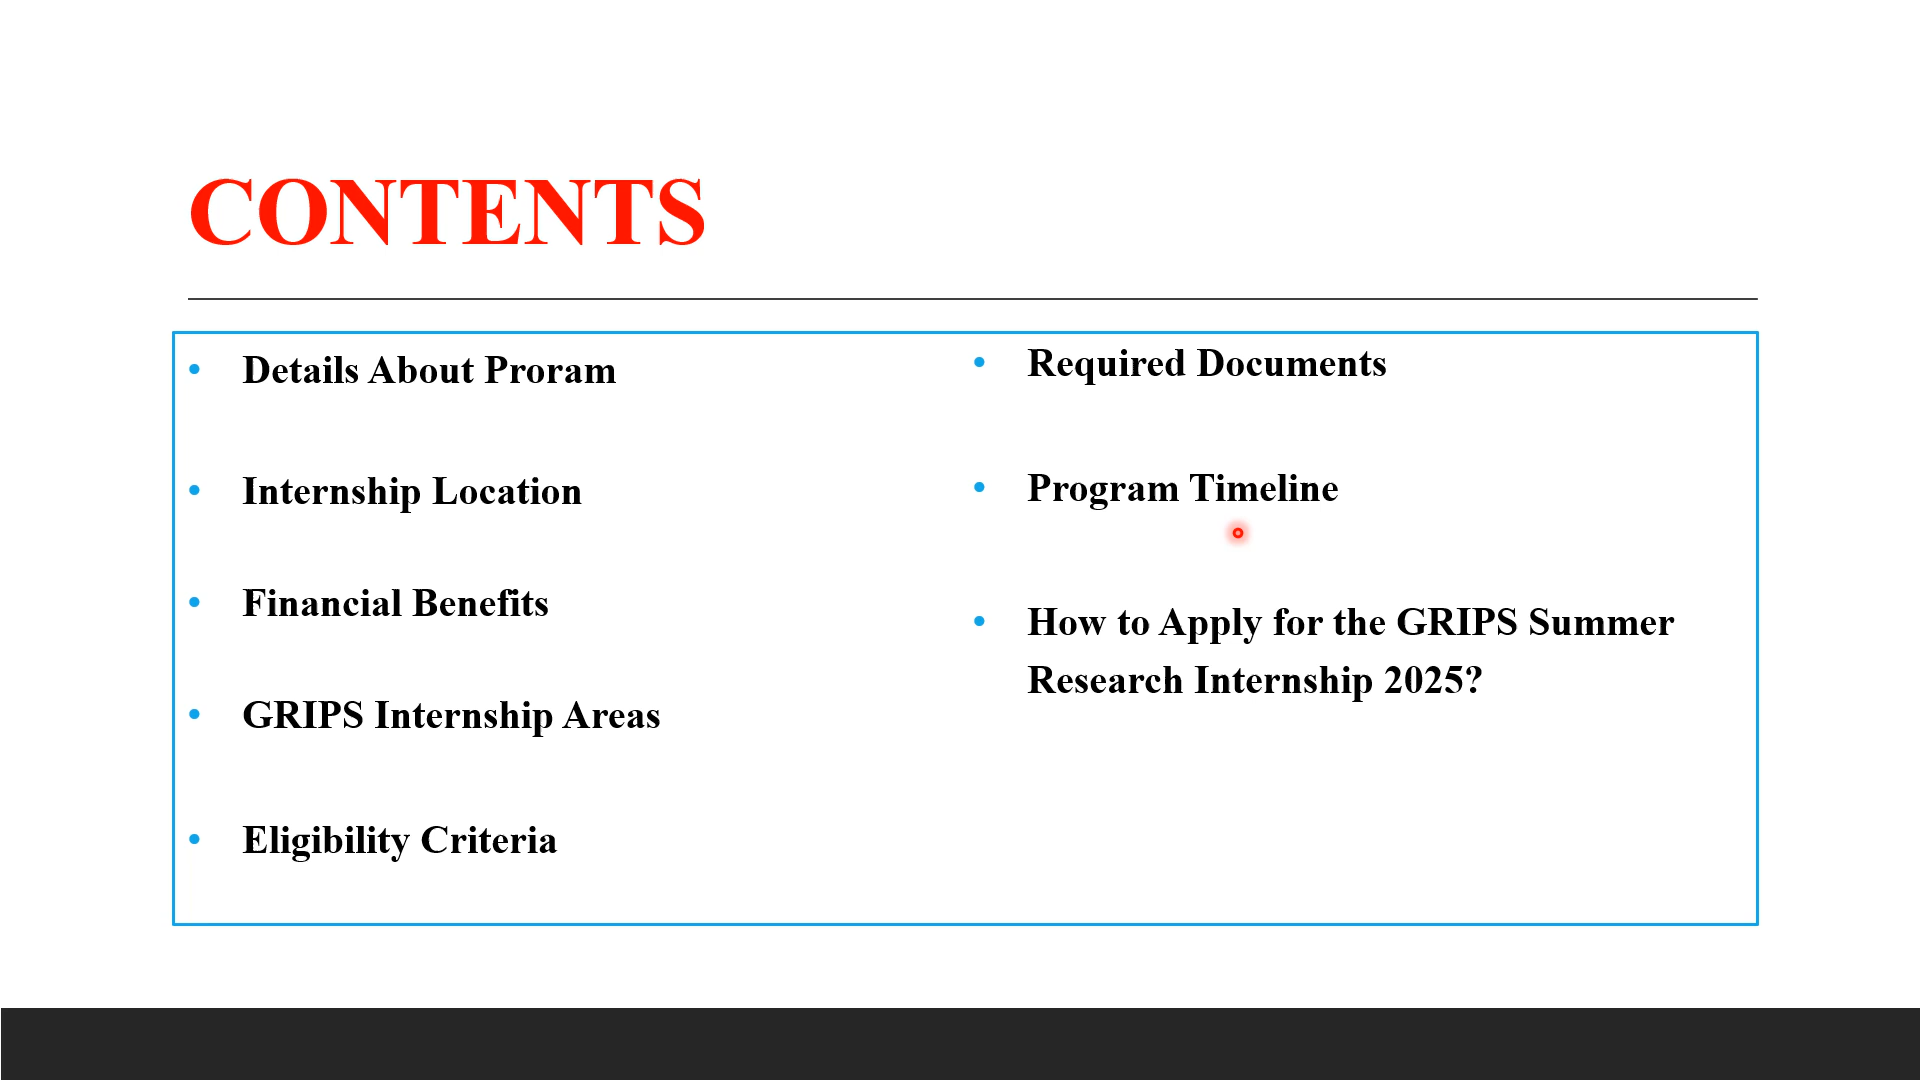 CONTENTS
• Details About Proram
• Internship Location
• Financial Benefits
• GRIPS Internship Areas
• Eligibility Criteria
• Required Documents
• Program Timeline
• How to Apply for the GRIPS Summer
Research Internship 2025?